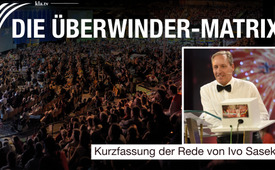 kla.tv
DIE ÜBERWINDER-MATRIX
Kurzfassung der Rede von Ivo Sasek